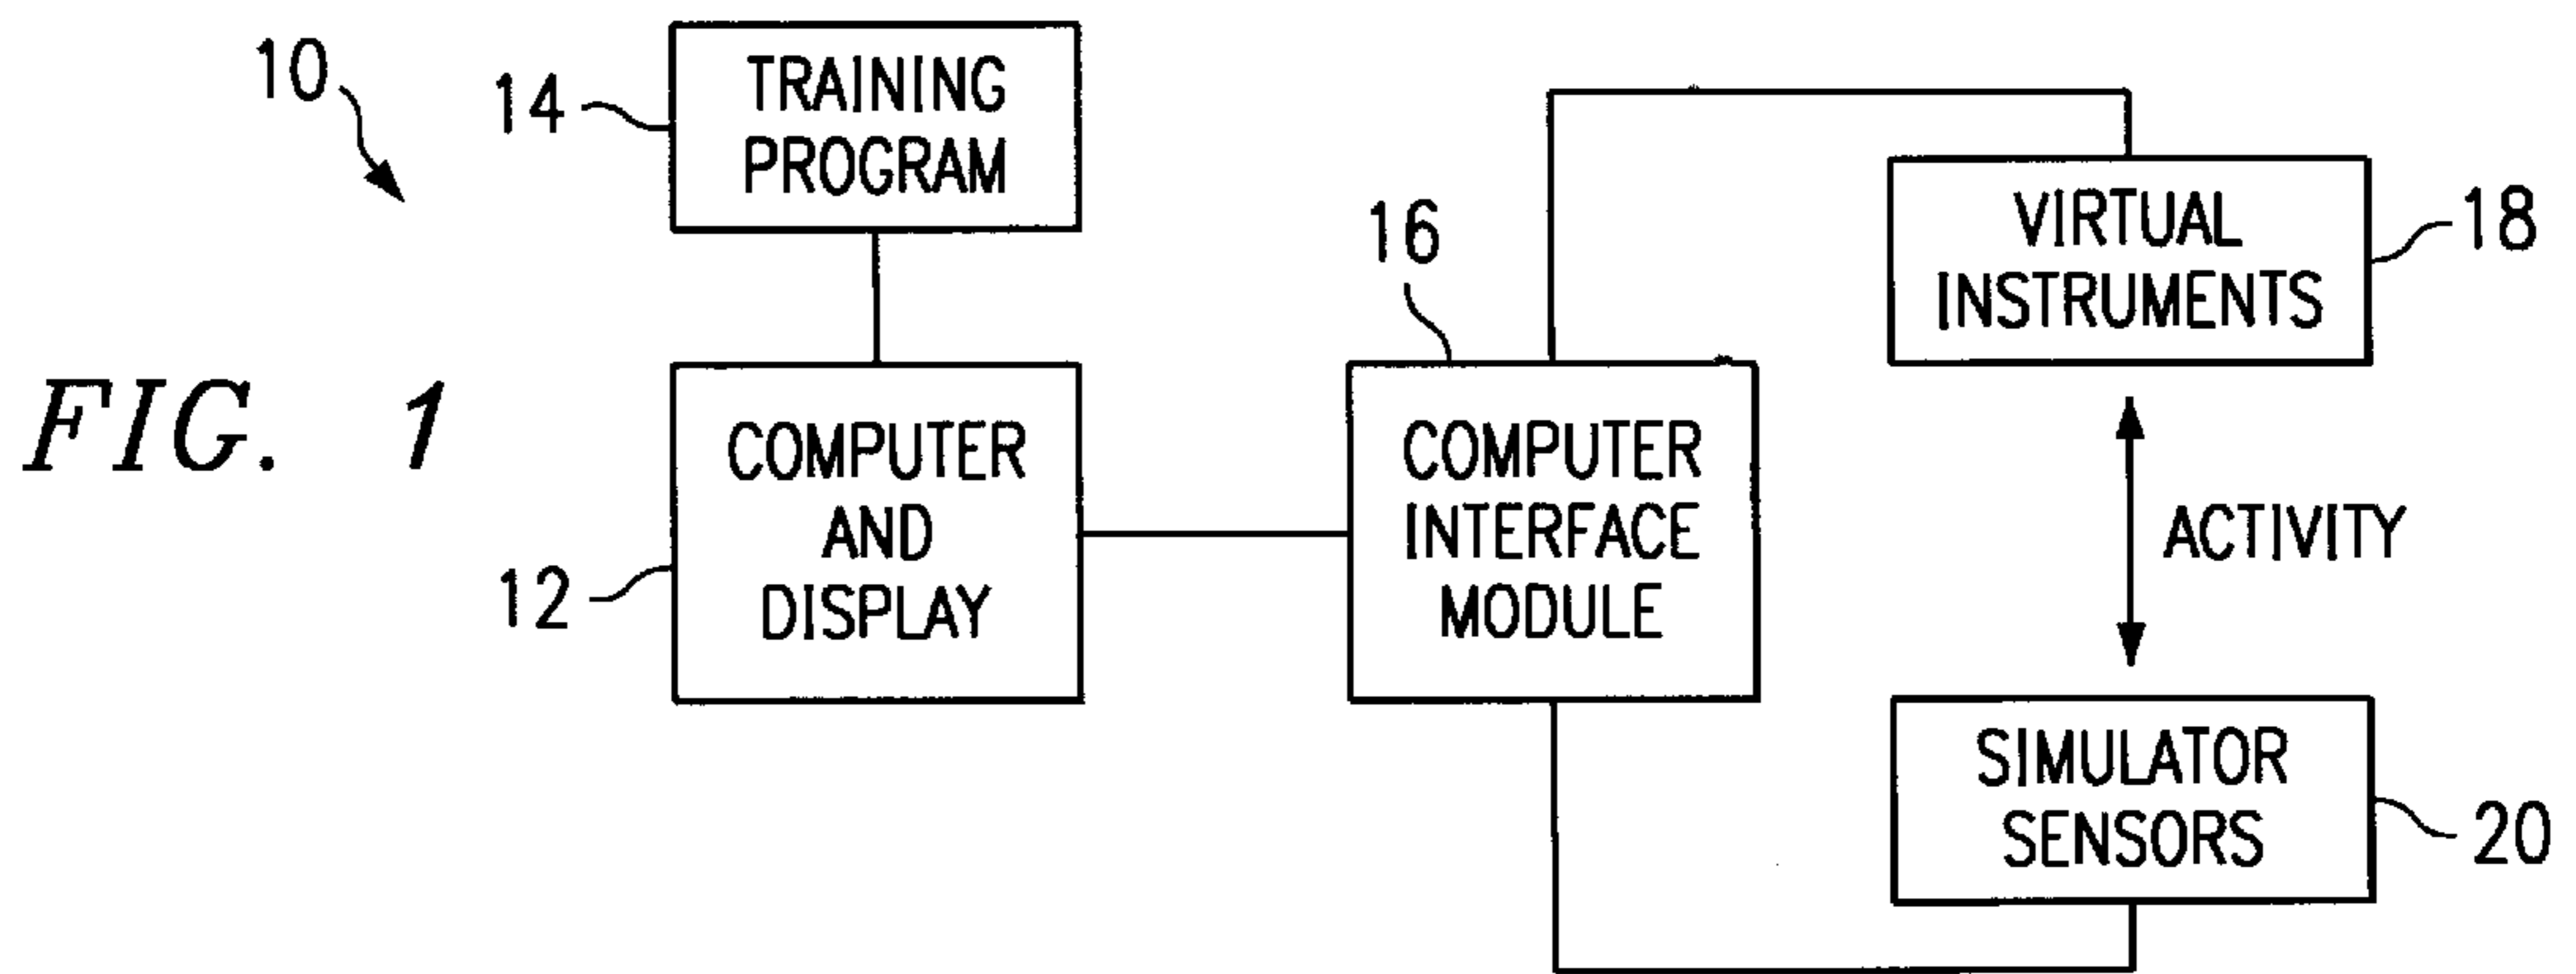 10
14
TRAINING
PROGRAM
16
VIRTUAL
INSTRUMENTS
18
FIG. 1
12
COMPUTER
AND
DISPLAY
COMPUTER
INTERFACE
MODULE
ACTIVITY
SIMULATOR
SENSORS
20